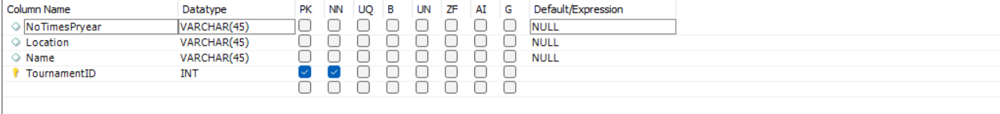 Column Name Datatype PK NN UQ B UN ZF AI G Default/Expression
NoTimesPryear VARCHAR(45) NULL
Location VARCHAR(45) NULL
Name VARCHAR(45) NULL
TournamentID INT